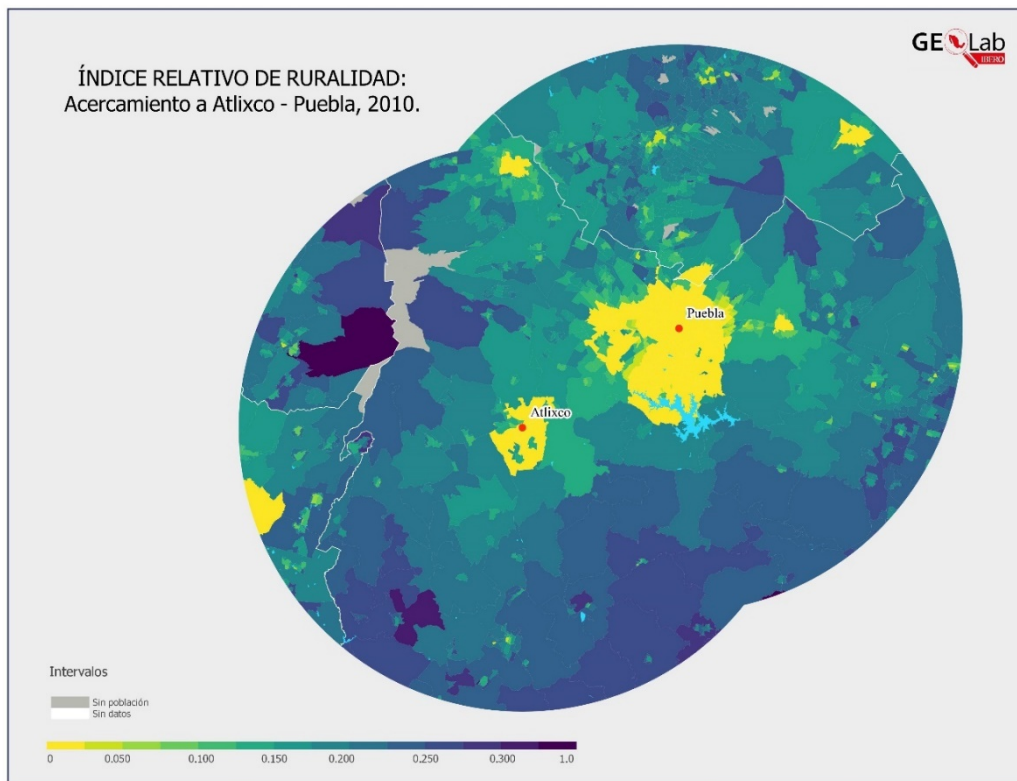 ÍNDICE RELATIVO DE RURALIDAD:
Acercamiento a Atlixco - Puebla, 2010.
GEOLab
IBERO
Puebla
Atlixco
Intervalos
Sin población
Sin datos
0 0.050 0.100 0.150 0.200 0.250 0.300 1.0